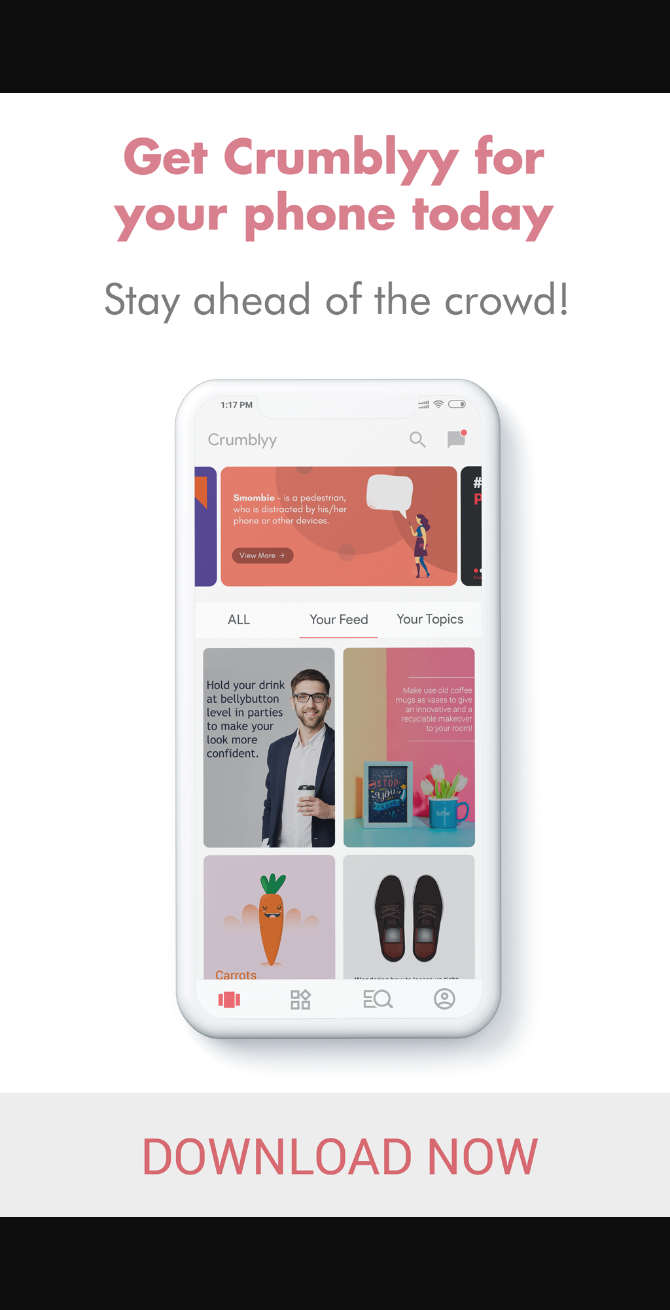 Get Crumblyy for
your phone today
Stay ahead of the crowd!
1:17 PM
Crumblyy
Smombie - is a pedestrian,
who is distracted by his/her
phone or other devices.
View More →
#
P
ALL
Your Feed
Your Topics
Hold your drink
at bellybutton
level in parties
to make your
look more
confident.
Make use old coffee
mugs as vases to give
an innovative and a
recyclable makeover
to your room!
STOP
you
Carrots
DOWNLOAD NOW